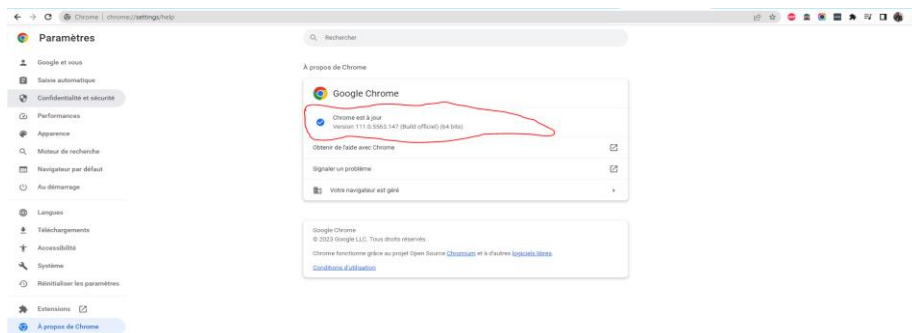 Chrome | chrome://settings/help
Paramètres
Rechercher
Google et vous
Saisie automatique
Confidentialité et sécurité
Performances
Apparence
Moteur de recherche
Navigateur par défaut
Au démarrage
Langues
Téléchargements
Accessibilité
Système
Réinitialiser les paramètres
Extensions
À propos de Chrome
À propos de Chrome
Google Chrome
Chrome est à jour
Version 111.0.5563.147 (Build officiel) (64 bits)
Obtenir de l'aide avec Chrome
Signaler un problème
Votre navigateur est géré
Google Chrome
© 2023 Google LLC. Tous droits réservés.
Chrome fonctionne grâce au projet Open Source Chromium et à d'autres logiciels libres.
Conditions d'utilisation